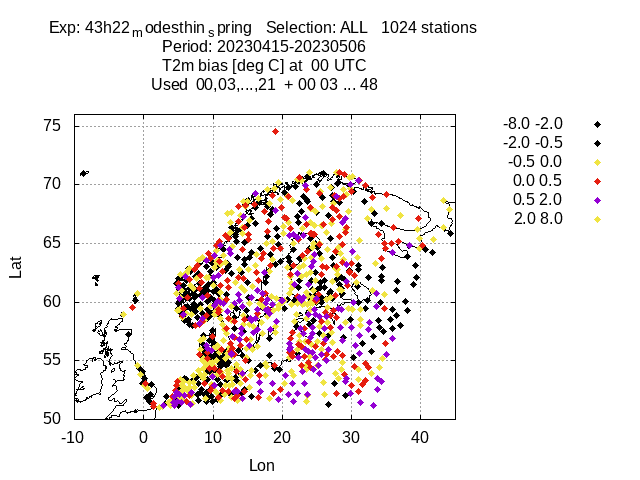 Exp: 43h22modesthinspring Selection: ALL 1024 stations
Period: 20230415-20230506
T2m bias [deg C] at 00 UTC
Used 00,03,...,21 + 00 03 ... 48
-8.0 -2.0
-2.0 -0.5
-0.5 0.0
0.0 0.5
0.5 2.0
2.0 8.0
75
70
65
60
55
50
Lat
-10 0 10 20 30 40
Lon